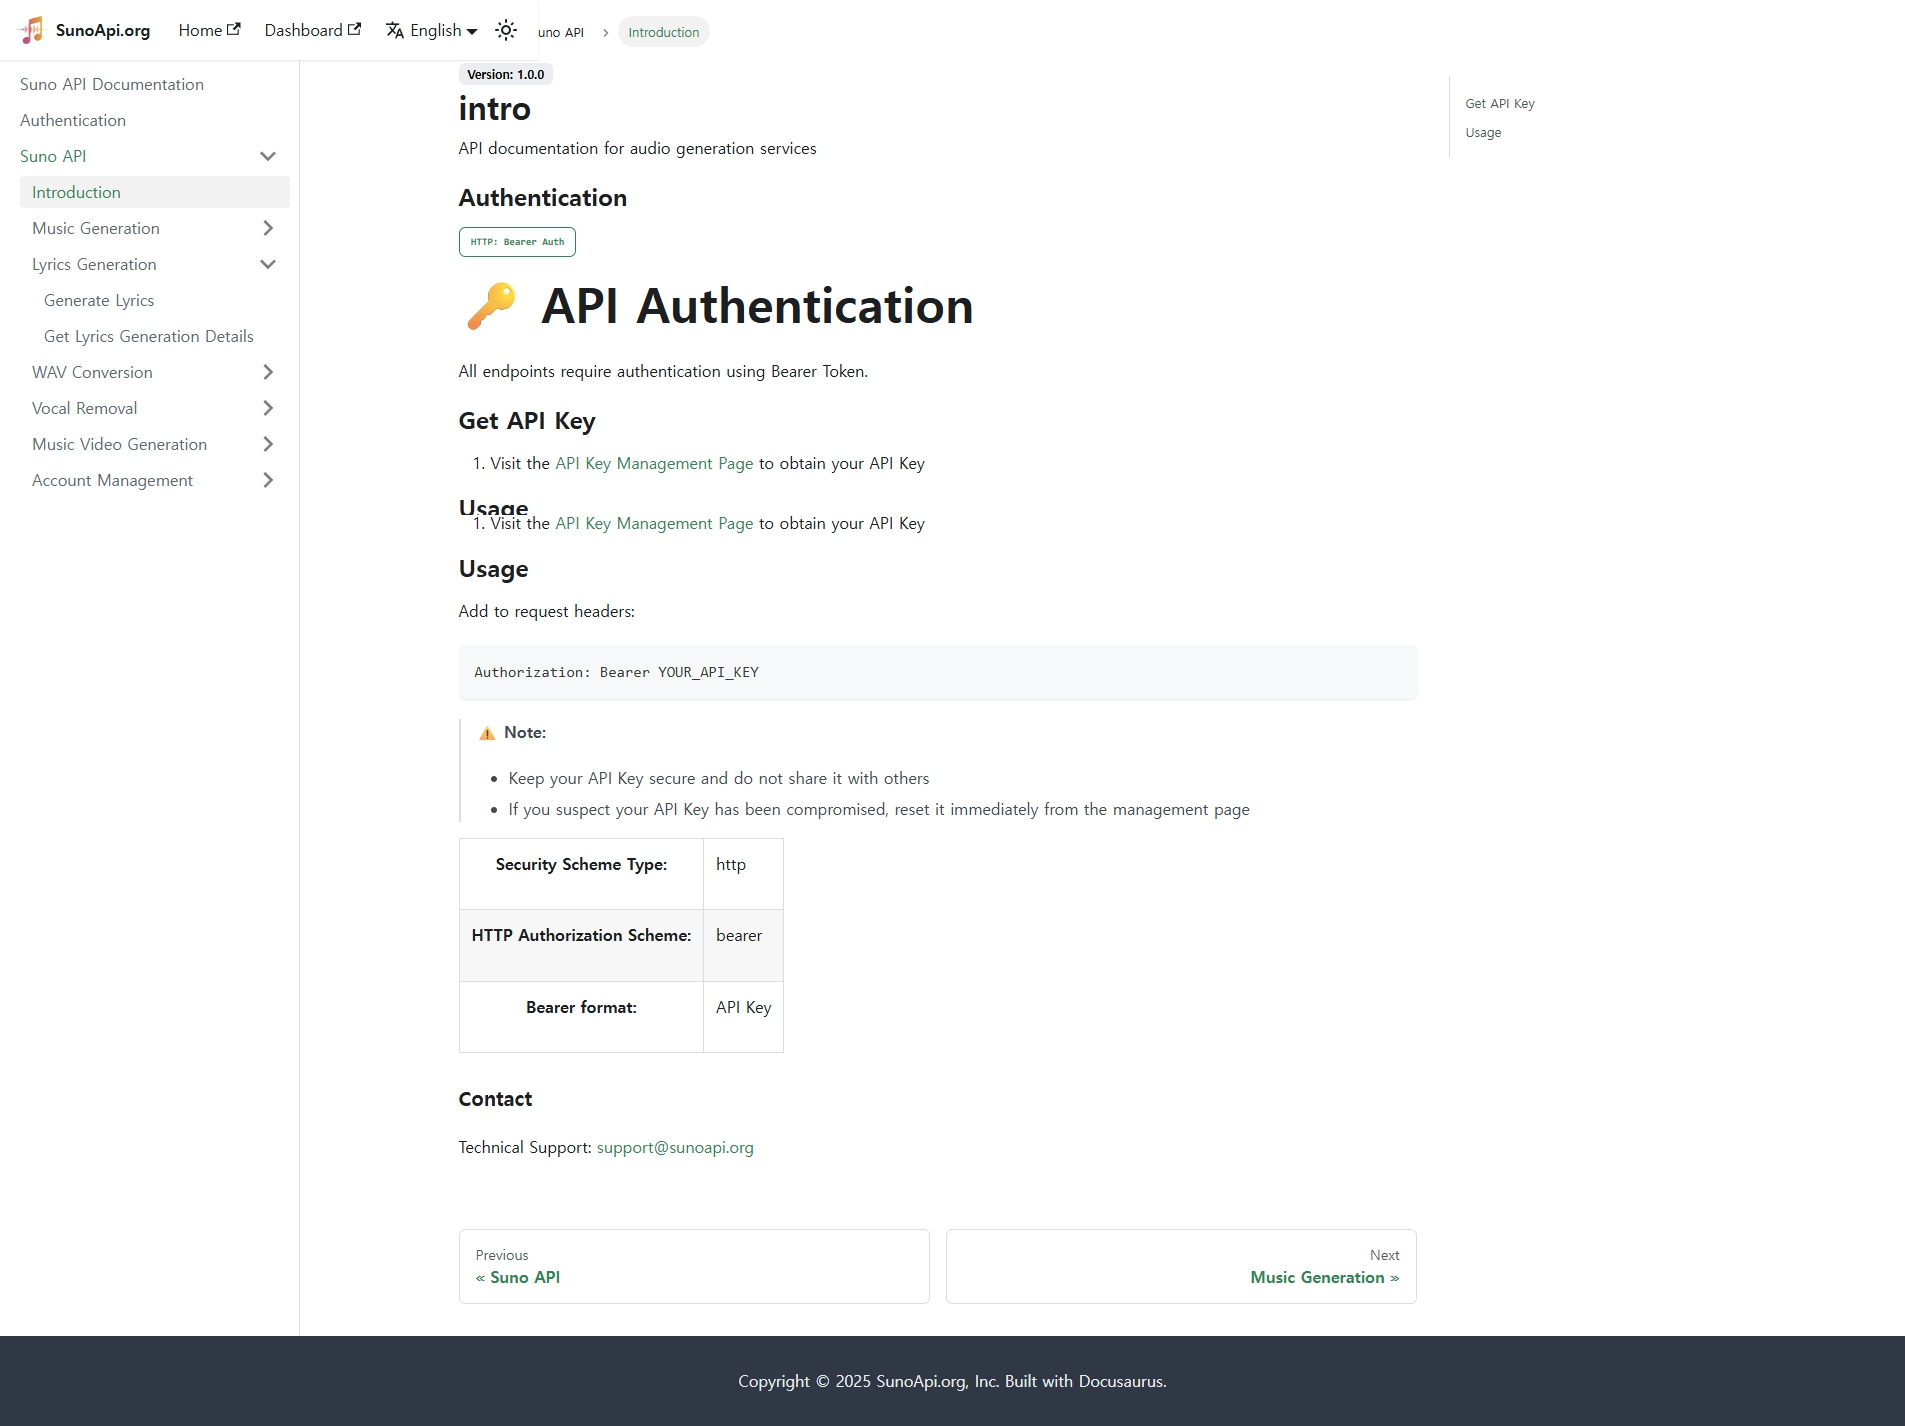 SunoApi.org
Home
Dashboard
English
uno API
Introduction
Suno API Documentation
Authentication
Suno API
Introduction
Music Generation
Lyrics Generation
Generate Lyrics
Get Lyrics Generation Details
WAV Conversion
Vocal Removal
Music Video Generation
Account Management
Version: 1.0.0
intro
API documentation for audio generation services
Authentication
HTTP: Bearer Auth
API Authentication
All endpoints require authentication using Bearer Token.
Get API Key
1. Visit the API Key Management Page to obtain your API Key
Usage
1. Visit the API Key Management Page to obtain your API Key
Usage
Add to request headers:
Authorization: Bearer YOUR_API_KEY
Note:
Keep your API Key secure and do not share it with others
If you suspect your API Key has been compromised, reset it immediately from the management page
Security Scheme Type: http
HTTP Authorization Scheme: bearer
Bearer format: API Key
Contact
Technical Support: support@sunoapi.org
Previous
« Suno API
Next
Music Generation »
Get API Key
Usage
Copyright © 2025 SunoApi.org, Inc. Built with Docusaurus.